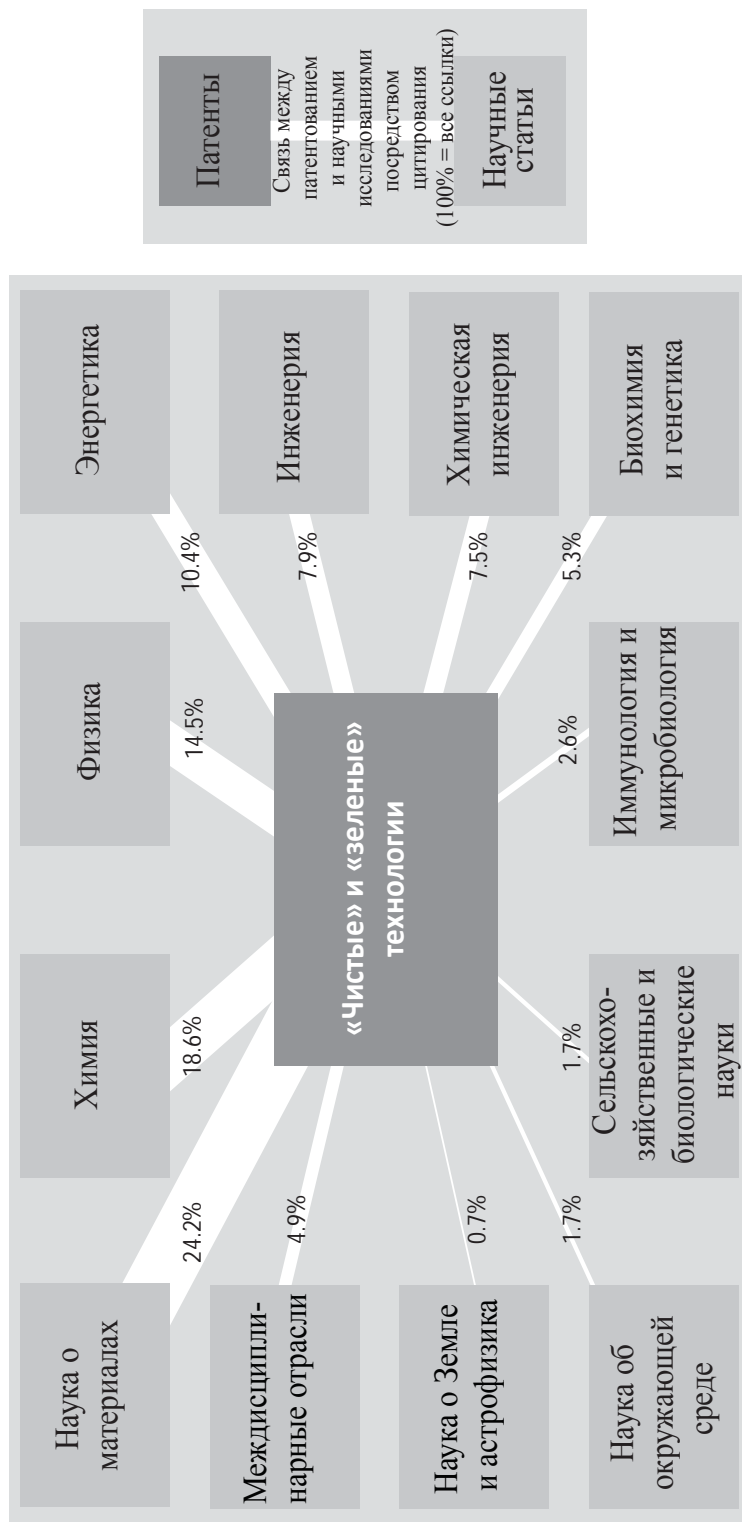 Наука о
материалах
Химия
Физика
Энергетика
24.2%
18.6%
14.5%
10.4%
Междисципли-
нарные отрасли
4.9%
Инженерия
7.9%
«Чистые» и «зеленые»
технологии
Наука о Земле
и астрофизика
0.7%
Химическая
инженерия
7.5%
Наука об
окружающей
среде
1.7%
Сельскохо-
зяйственные и
биологические
науки
1.7%
Иммунология и
микробиология
2.6%
Биохимия
и генетика
5.3%
Патенты
Связь между
патентованием
и научными
исследованиями
посредством
цитирования
(100% = все ссылки)
Научные
статьи